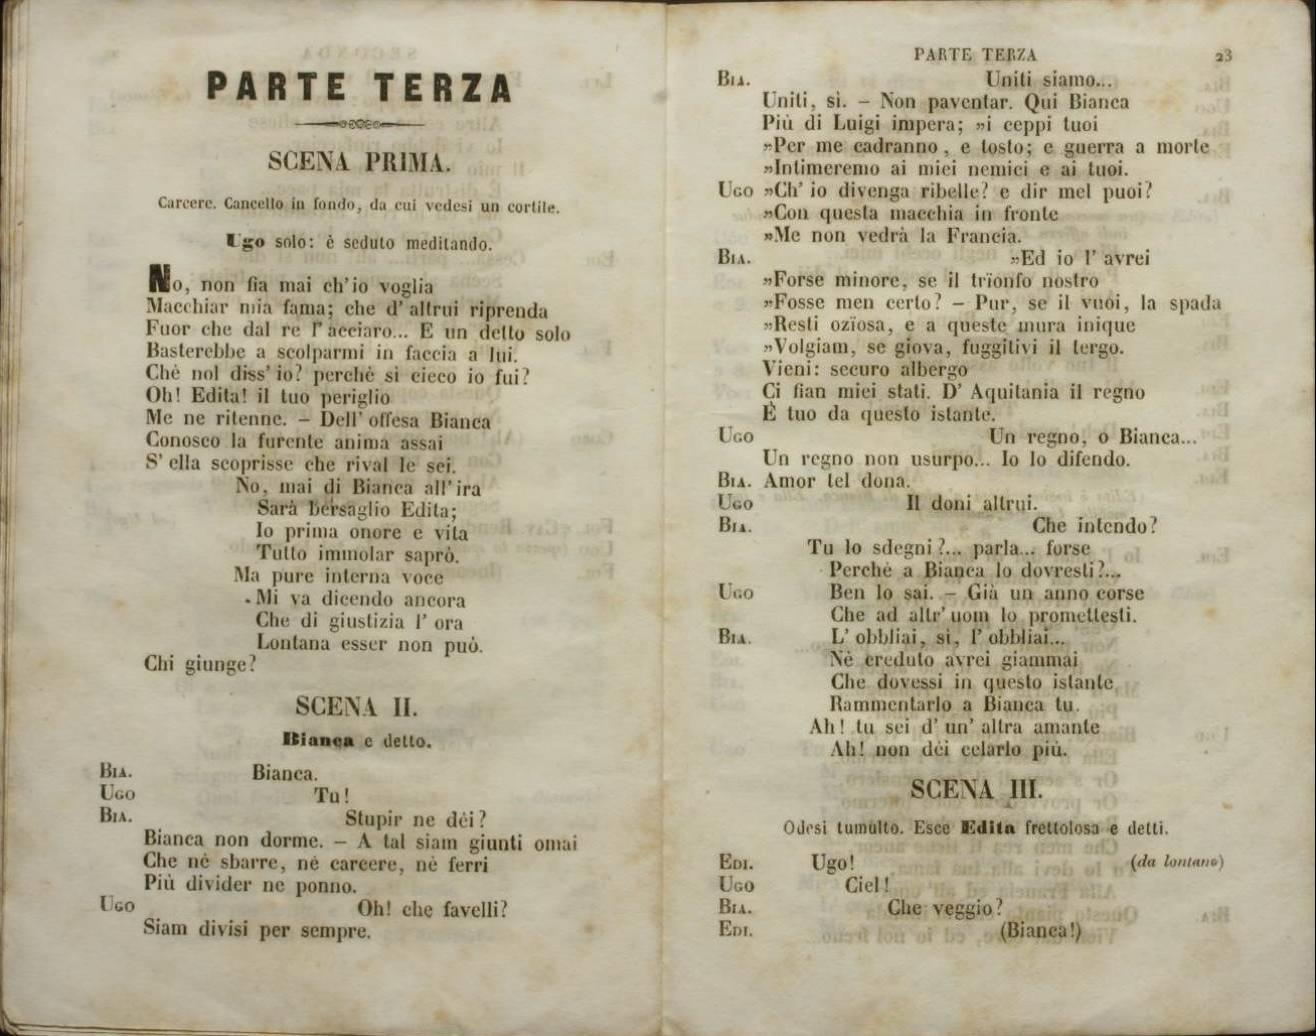 PARTE TERZA
SCENA PRIMA.
Carcere. Cancello in fondo, da cui vedesi un cortile.
Ugo solo: è seduto meditando.
No, non fia mai ch'io voglia
Macchiar mia fama; che d'altrui riprenda
Fuor che dal re l'acciaro... E un detto solo
Basterebbe a scolparmi in faccia a lui.
Chè nol diss'io? perchè sì cieco io fui?
Oh! Edita! il tuo periglio
Me ne ritenne. – Dell'offesa Bianca
Conosco la furente anima assai
S'ella scoprisse che rival le sei.
No, mai di Bianca all'ira
Sarà bersaglio Edita;
Io prima onore e vita
Tutto immolar saprò.
Ma pure interna voce
Mi va dicendo ancora
Che di giustizia l'ora
Lontana esser non può.
Chi giunge?
SCENA II.
Bianca e detto.
BIA. Bianca.
UGO Tu!
BIA. Stupir ne dêi?
Bianca non dorme. – A tal siam giunti omai
Che nè sbarre, nè carcere, nè ferri
Più divider ne ponno.
UGO Oh! che favelli?
Siam divisi per sempre.
PARTE TERZA 23
BIA. Uniti siamo...
Uniti, sì. – Non paventar. Qui Bianca
Più di Luigi impera; »i ceppi tuoi
»Per me cadranno, e tosto; e guerra a morte
»Intimeremo ai miei nemici e ai tuoi.
UGO »Ch'io divenga ribelle? e dir mel puoi?
»Con questa macchia in fronte
»Me non vedrà la Francia.
BIA. »Ed io l'avrei
»Forse minore, se il trïonfo nostro
»Fosse men certo? – Pur, se il vuoi, la spada
»Resti ozïosa, e a queste mura inique
»Volgiam, se giova, fuggitivi il tergo.
Vieni: securo albergo
Ci fian miei stati. D'Aquitania il regno
È tuo da questo istante.
UGO Un regno, o Bianca...
Un regno non usurpo... Io lo difendo.
BIA. Amor tel dona.
UGO Il doni altrui.
BIA. Che intendo?
Tu lo sdegni?... parla... forse
Perchè a Bianca lo dovresti?...
UGO Ben lo sai. – Già un anno corse
Che ad altr'uom lo promettesti.
BIA. L'obbliai, sì, l'obbliai...
Nè creduto avrei giammai
Che dovessi in questo istante
Rammentarlo a Bianca tu.
Ah! tu sei d'un'altra amante
Ah! non dêi celarlo più.
SCENA III.
Odesi tumulto. Esce Edita frettolosa e detti.
EDI. Ugo! (da lontano)
UGO Ciel!
BIA. Che veggio?
EDI. (Bianca!)